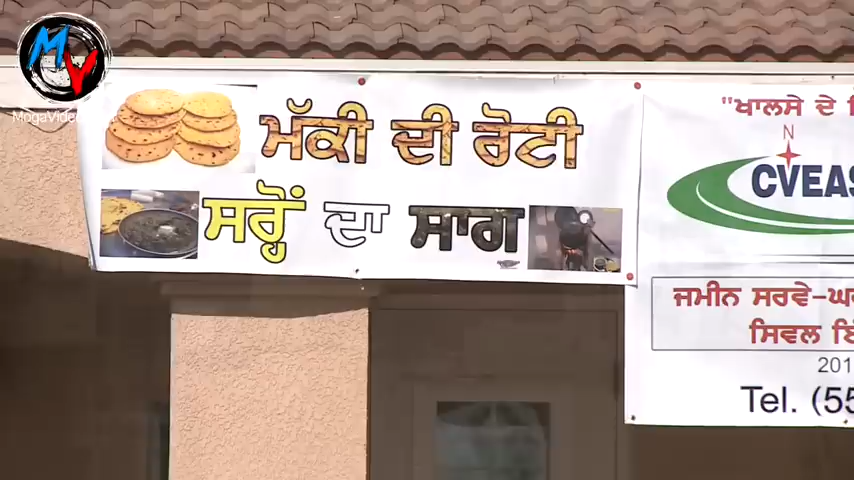 MogaVideo
ਮੱਕੀ ਦੀ ਰੋਟੀ
ਸਰ੍ਹੋਂ ਦਾ ਸਾਗ
"ਖਾਲਸੇ ਦੇ
N
CVEAS
ਜਮੀਨ ਸਰਵੇ-ਘ
ਸਿਵਲ ਇੰ
201
Tel. (55